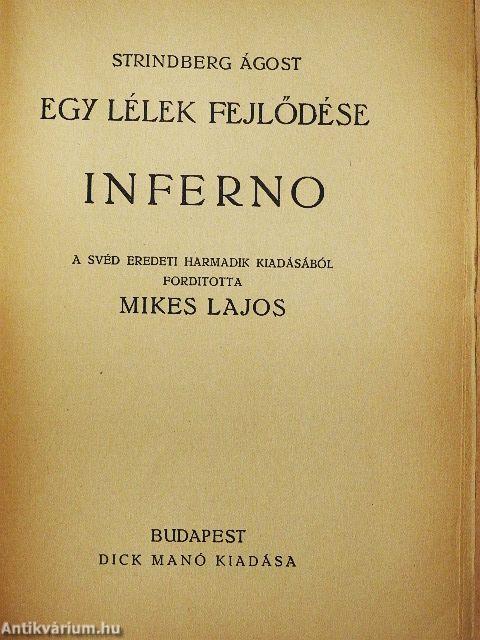 STRINDBERG ÁGOST
EGY LÉLEK FEJLŐDÉSE
INFERNO
A SVÉD EREDETI HARMADIK KIADÁSÁBÓL
FORDITOTTA
MIKES LAJOS
BUDAPEST
DICK MANÓ KIADÁSA
Antikvárium.hu